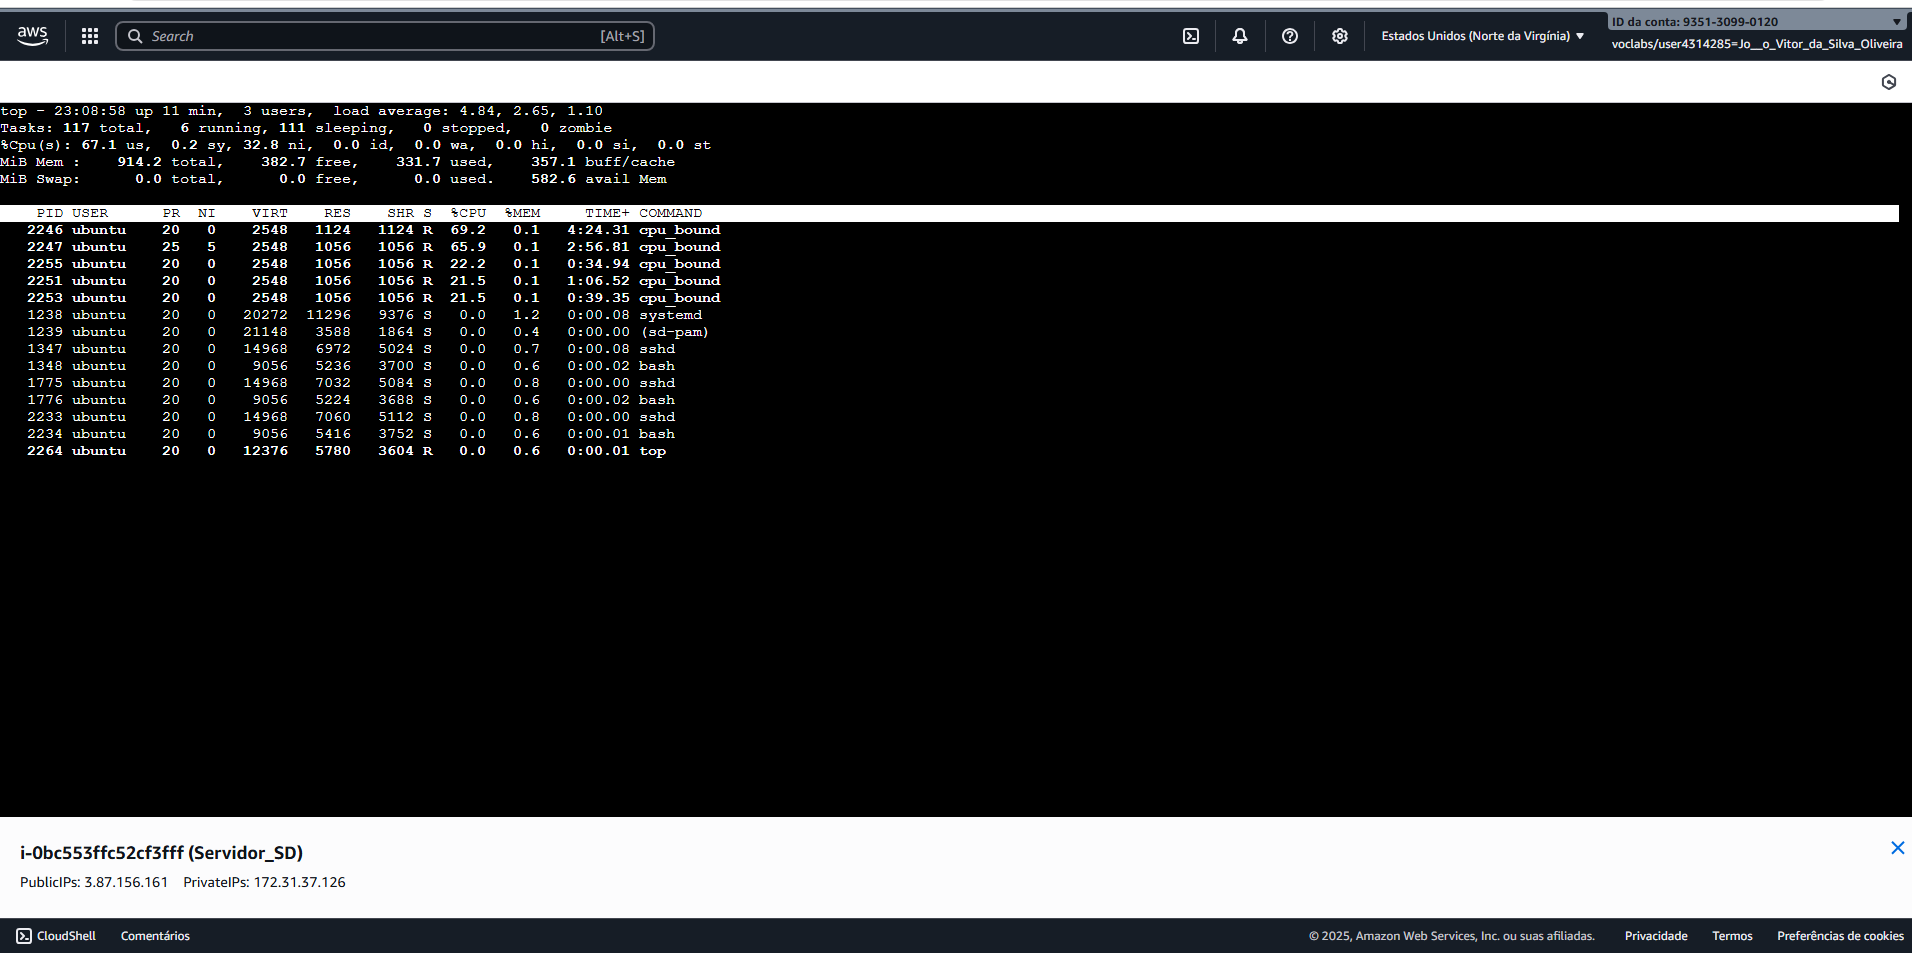 aws
Search [Alt+S]
Estados Unidos (Norte da Virgínia)
ID da conta: 9351-3099-0120
voclabs/user4314285=Jo__o_Vitor_da_Silva_Oliveira
top - 23:08:58 up 11 min,  3 users,  load average: 4.84, 2.65, 1.10
Tasks: 117 total,   6 running, 111 sleeping,   0 stopped,   0 zombie
%Cpu(s): 67.1 us,  0.2 sy, 32.8 ni,  0.0 id,  0.0 wa,  0.0 hi,  0.0 si,  0.0 st
MiB Mem :    914.2 total,    382.7 free,    331.7 used,    357.1 buff/cache
MiB Swap:      0.0 total,      0.0 free,      0.0 used.    582.6 avail Mem
PID USER      PR  NI    VIRT    RES    SHR S  %CPU  %MEM     TIME+ COMMAND
2246 ubuntu    20   0    2548   1124   1124 R  69.2   0.1   4:24.31 cpu_bound
2247 ubuntu    25   5    2548   1056   1056 R  65.9   0.1   2:56.81 cpu_bound
2255 ubuntu    20   0    2548   1056   1056 R  22.2   0.1   0:34.94 cpu_bound
2251 ubuntu    20   0    2548   1056   1056 R  21.5   0.1   1:06.52 cpu_bound
2253 ubuntu    20   0    2548   1056   1056 R  21.5   0.1   0:39.35 cpu_bound
1238 ubuntu    20   0   20272  11296   9376 S   0.0   1.2   0:00.08 systemd
1239 ubuntu    20   0   21148   3588   1864 S   0.0   0.4   0:00.00 (sd-pam)
1347 ubuntu    20   0   14968   6972   5024 S   0.0   0.7   0:00.08 sshd
1348 ubuntu    20   0    9056   5236   3700 S   0.0   0.6   0:00.02 bash
1775 ubuntu    20   0   14968   7032   5084 S   0.0   0.8   0:00.00 sshd
1776 ubuntu    20   0    9056   5224   3688 S   0.0   0.6   0:00.02 bash
2233 ubuntu    20   0   14968   7060   5112 S   0.0   0.8   0:00.00 sshd
2234 ubuntu    20   0    9056   5416   3752 S   0.0   0.6   0:00.01 bash
2264 ubuntu    20   0   12376   5780   3604 R   0.0   0.6   0:00.01 top
i-0bc553ffc52cf3fff (Servidor_SD)
PublicIPs: 3.87.156.161    PrivateIPs: 172.31.37.126
CloudShell Comentários © 2025, Amazon Web Services, Inc. ou suas afiliadas. Privacidade Termos Preferências de cookies